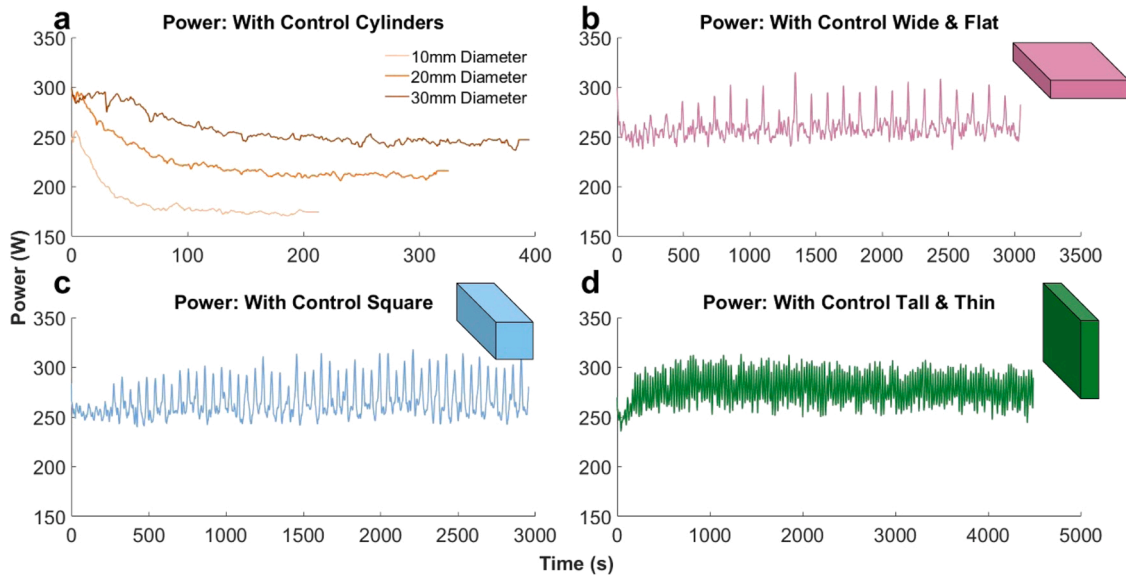 a Power: With Control Cylinders
350
300
250
200
150
0 100 200 300 400
10mm Diameter
20mm Diameter
30mm Diameter
b Power: With Control Wide & Flat
350
300
250
200
150
0 500 1000 1500 2000 2500 3000 3500
c Power: With Control Square
350
300
250
200
150
0 500 1000 1500 2000 2500 3000
d Power: With Control Tall & Thin
350
300
250
200
150
0 1000 2000 3000 4000 5000
Power (W)
Time (s)